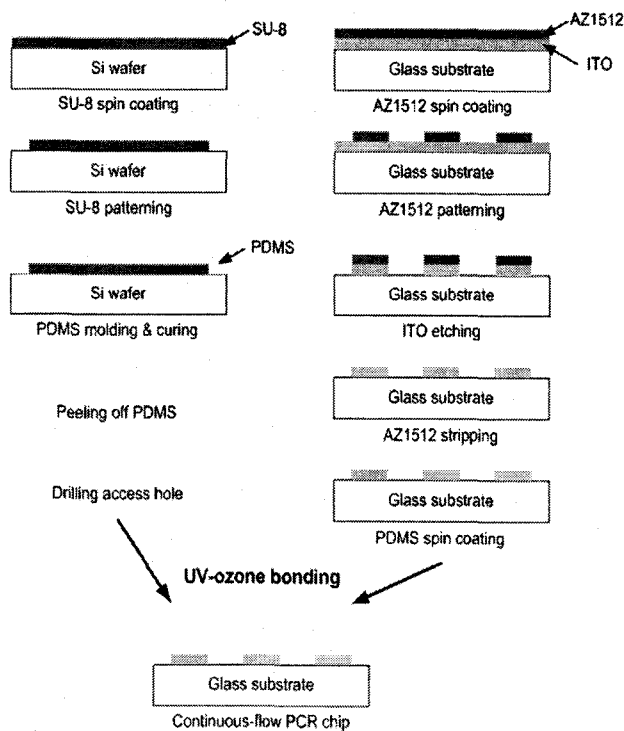 SU-8
Si wafer
SU-8 spin coating
Si wafer
SU-8 patterning
PDMS
Si wafer
PDMS molding & curing
Peeling off PDMS
Drilling access hole
AZ1512
ITO
Glass substrate
AZ1512 spin coating
Glass substrate
AZ1512 patterning
Glass substrate
ITO etching
Glass substrate
AZ1512 stripping
Glass substrate
PDMS spin coating
UV-ozone bonding
Glass substrate
Continuous-flow PCR chip